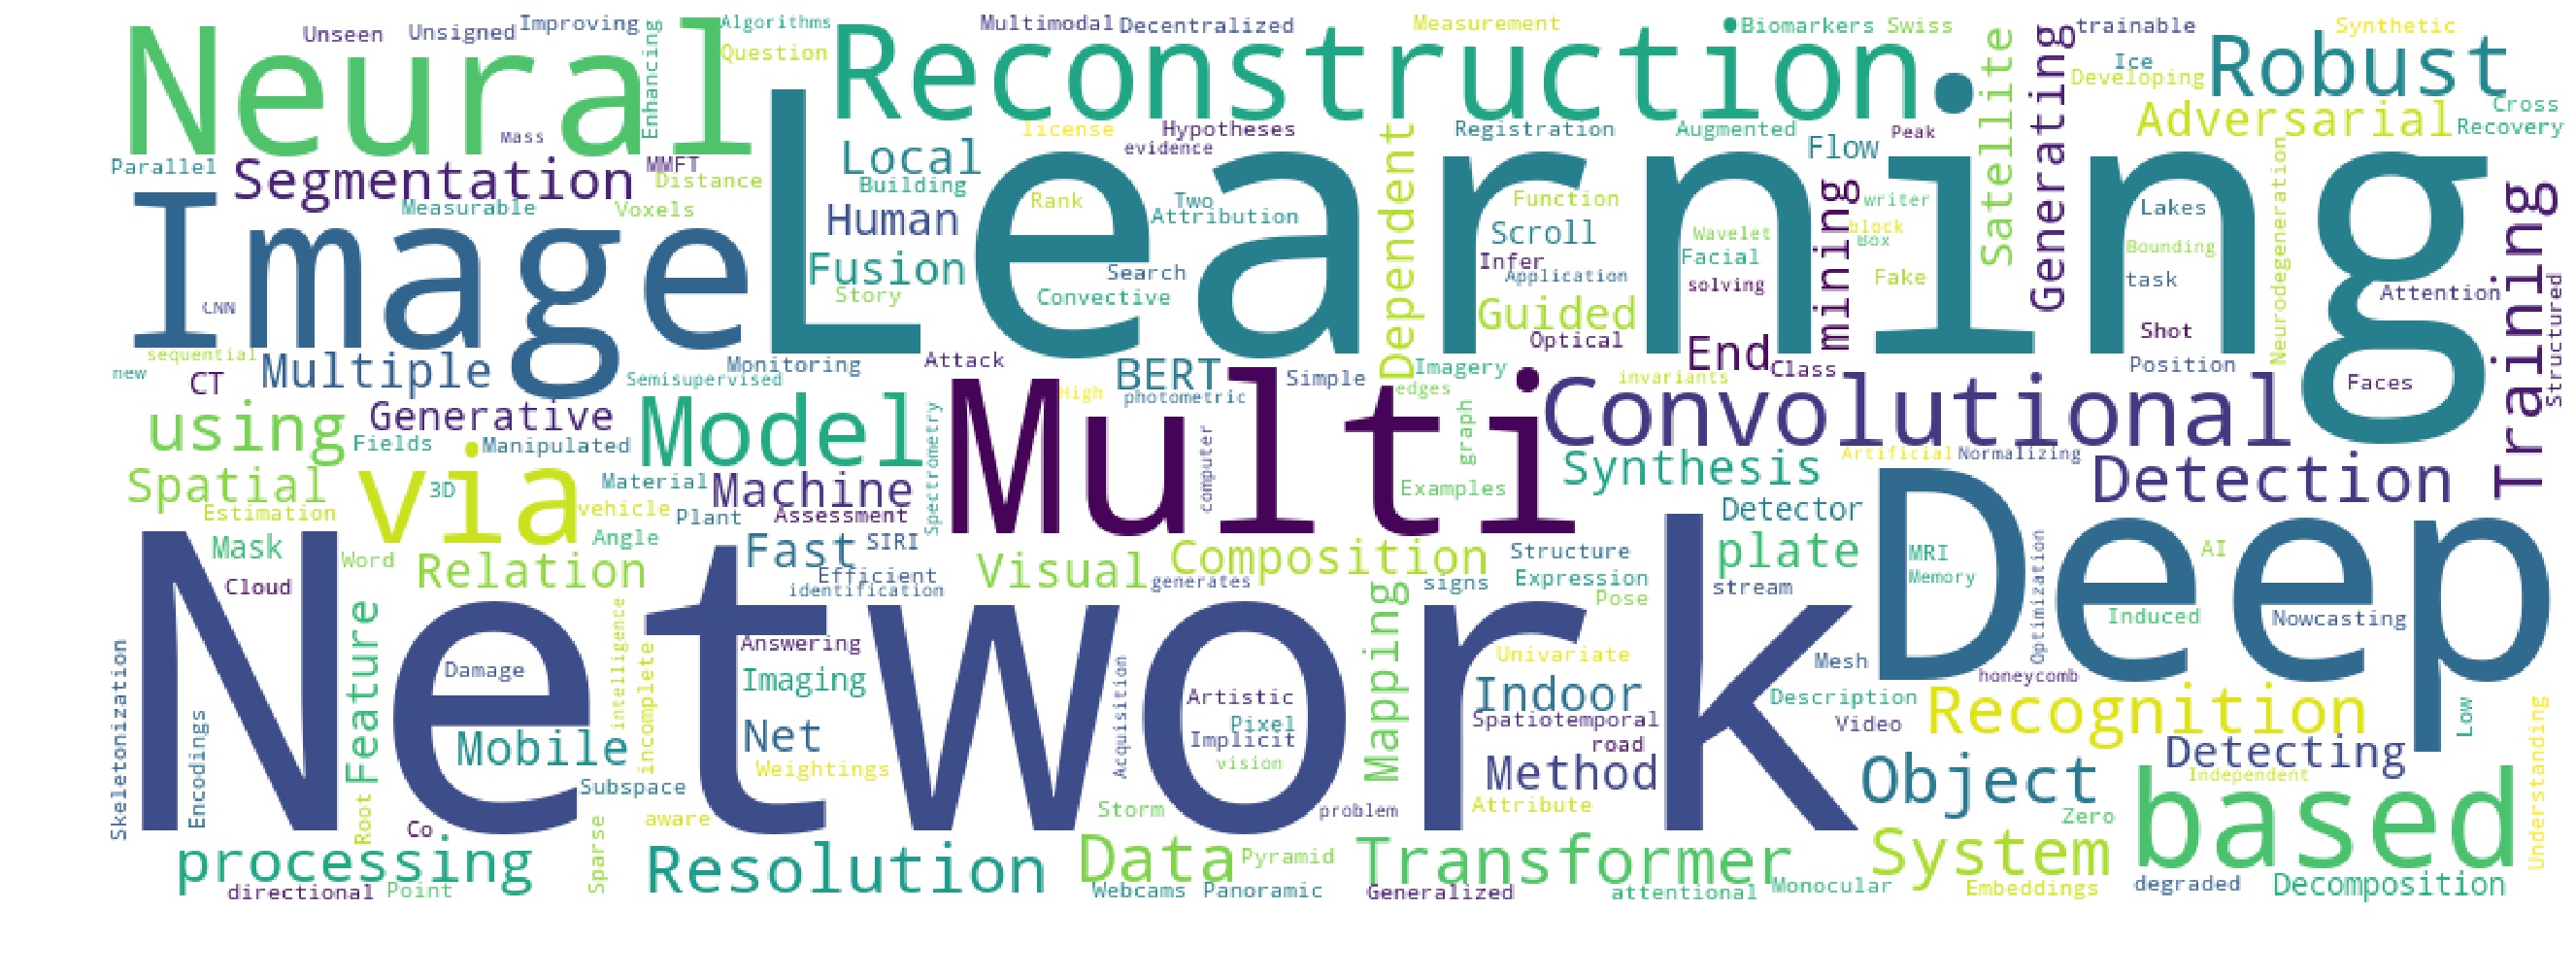 Neural
Unseen
Unsigned
Improving
Algorithms
Question
Enhancing
Mass
Reconstruction
Multimodal
Decentralized
Measurement
Biomarkers
Swiss
trainable
Synthetic
Satellite
Generating
Ice
Developing
Robust
Cross
Adversarial
Recovery
Parallel
Segmentation
MMFT
Distance
Measurable
Voxels
Local
Building
license
Hypotheses
evidence
Registration
Augmented
Peak
Flow
Dependent
Learning
Image
Human
Rank
Two
Attribution
Function
Scroll
Wavelet
mining
writer
block
Box
Lakes
Bounding
Neurodegeneration
Training
Fusion
Story
Search
Convective
Infer
Application
Facial
solving
Fake
task
Attention
Structured
CNN
Guided
Optical
End
Class
Shot
Position
Faces
sequential
new
CT
Multiple
Monitoring
Semisupervised
Attack
BERT
photometric
High
Simple
Imagery
edges
invariants
using
Generative
Fields
Manipulated
Model
Spectrometry
Multi
computer
graph
Convolutional
Artificial
Normalizing
Spatial
Estimation
via
3D
Material
Machine
vehicle
Plant
Assessment
Examples
Synthesis
Detection
Deep
Mask
Cloud
Word
Relation
Angle
Fast
SIRI
Efficient
identification
Visual
generates
Composition
signs
Structure
Expression
Pose
Detector
plate
stream
MRI
Memory
Optimization
AI
Induced
Nowcasting
Network
Skeletonization
Encodings
Feature
Damage
intelligence
incomplete
Answering
Imaging
Acquisition
Artistic
Pixel
Implicit
vision
Mapping
Univariate
Indoor
Spatiotemporal
road
Mesh
Description
Video
honeycomb
Recognition
Low
Mobile
Subspace
Net
Weightings
Method
Attribute
Object
Detecting
Independent
Understanding
Root
Co
Sparse
aware
Storm
problem
Zero
based
processing
directional
Point
Resolution
Data
Pyramid
Webcams
Panoramic
Transformer
Generalized
attentional
Monocular
System
Embeddings
degraded
Decomposition